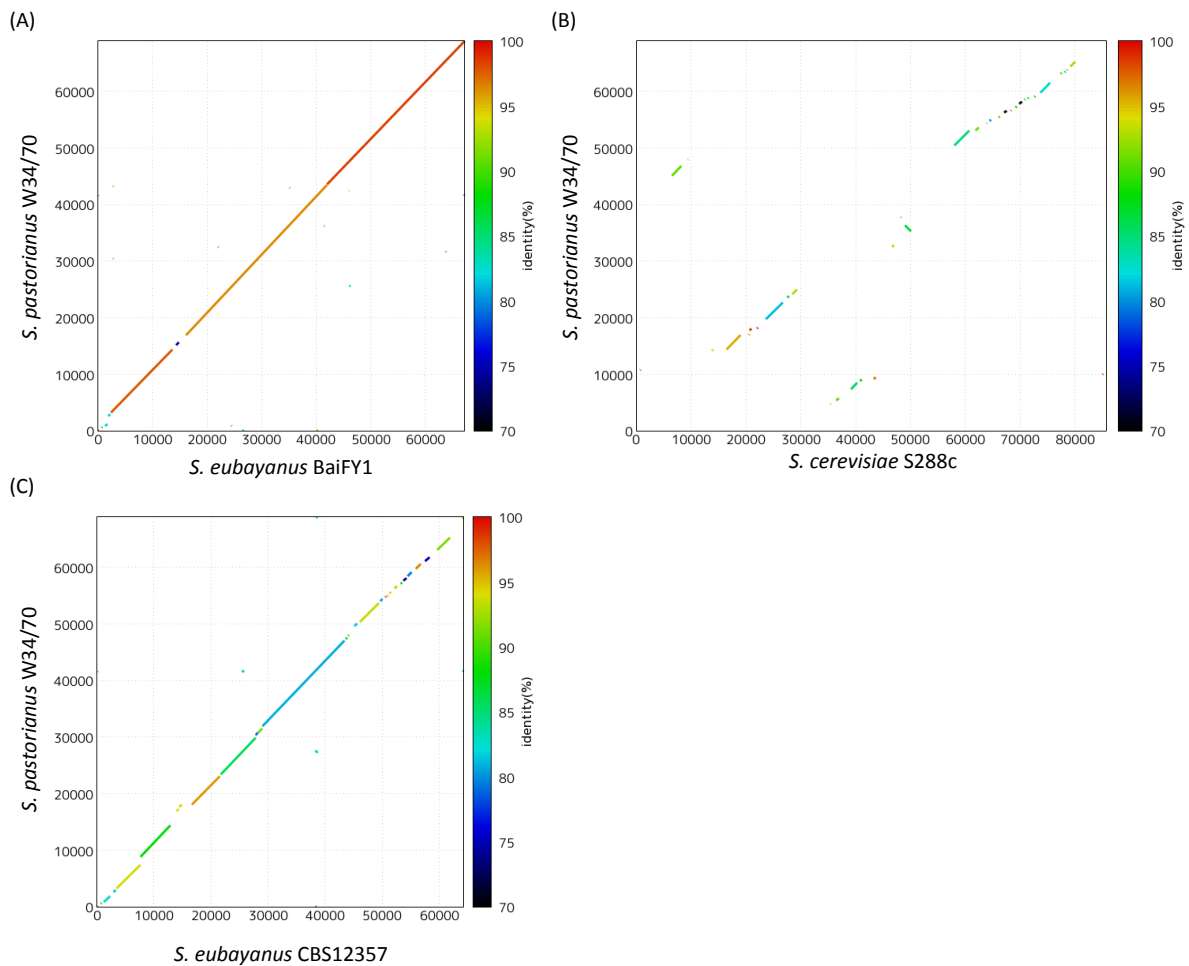 (A)
100
95
90
85
80
75
70
identity(%)
S. pastorianus W34/70
60000
50000
40000
30000
20000
10000
0
0 10000 20000 30000 40000 50000 60000
S. eubayanus BaiFY1
(B)
100
95
90
85
80
75
70
identity(%)
S. pastorianus W34/70
60000
50000
40000
30000
20000
10000
0
0 10000 20000 30000 40000 50000 60000 70000 80000
S. cerevisiae S288c
(C)
100
95
90
85
80
75
70
identity(%)
S. pastorianus W34/70
60000
50000
40000
30000
20000
10000
0
0 10000 20000 30000 40000 50000 60000
S. eubayanus CBS12357